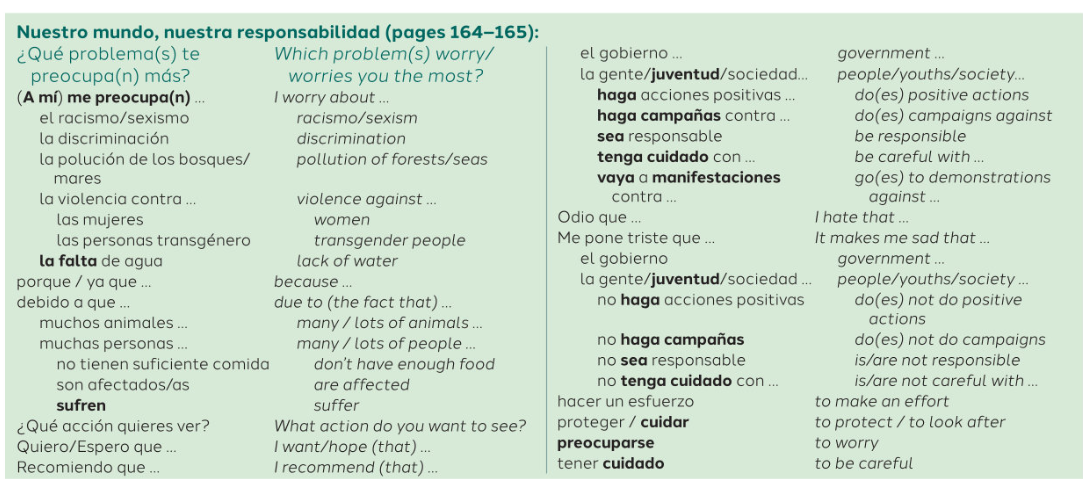 Nuestro mundo, nuestra responsabilidad (pages 164–165):
¿Qué problema(s) te Which problem(s) worry/
preocupa(n) más? worries you the most?
(A mí) me preocupa(n) ... I worry about ...
el racismo/sexismo racismo/sexism
la discriminación discrimination
la polución de los bosques/ pollution of forests/seas
mares
la violencia contra ... violence against ...
las mujeres women
las personas transgénero transgender people
la falta de agua lack of water
porque / ya que ... because ...
debido a que ... due to (the fact that) ...
muchos animales ... many / lots of animals ...
muchas personas ... many / lots of people ...
no tienen suficiente comida don't have enough food
son afectados/as are affected
sufren suffer
¿Qué acción quieres ver? What action do you want to see?
Quiero/Espero que ... I want/hope (that) ...
Recomiendo que ... I recommend (that) ...
el gobierno ... government ...
la gente/juventud/sociedad... people/youths/society...
haga acciones positivas ... do(es) positive actions
haga campañas contra ... do(es) campaigns against
sea responsable be responsible
tenga cuidado con ... be careful with ...
vaya a manifestaciones go(es) to demonstrations
contra ... against ...
Odio que ... I hate that ...
Me pone triste que ... It makes me sad that ...
el gobierno government ...
la gente/juventud/sociedad ... people/youths/society ...
no haga acciones positivas do(es) not do positive
actions
no haga campañas do(es) not do campaigns
no sea responsable is/are not responsible
no tenga cuidado con ... is/are not careful with ...
hacer un esfuerzo to make an effort
proteger / cuidar to protect / to look after
preocuparse to worry
tener cuidado to be careful